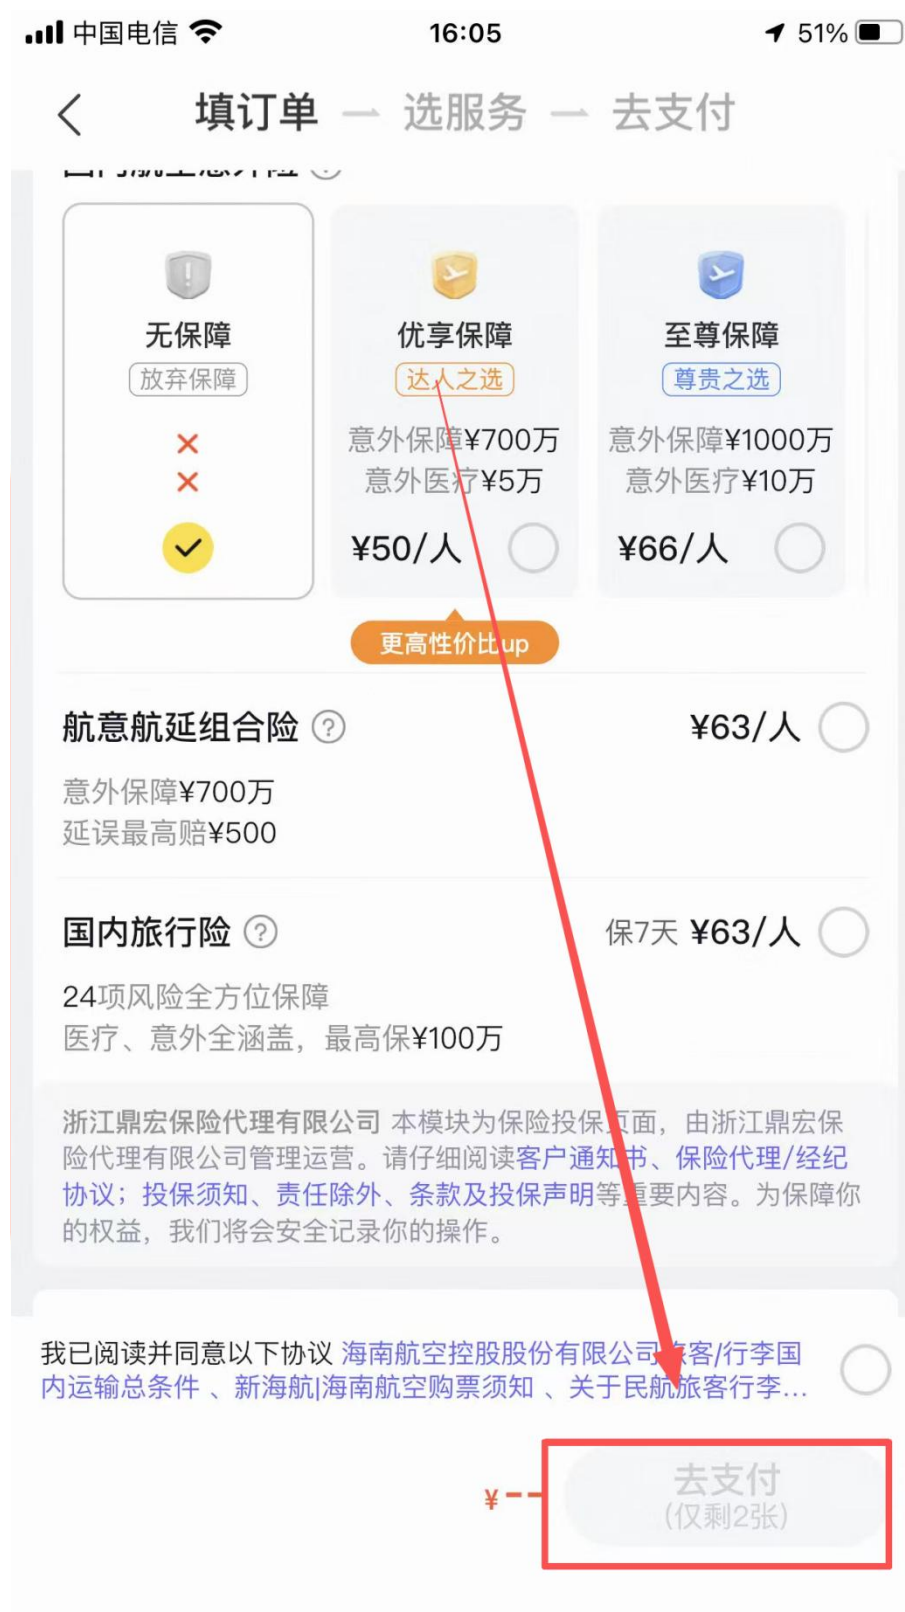 中国电信 16:05 51%
填订单 一 选服务 一 去支付
国内航空意外险 ?
无保障 优享保障 至尊保障
放弃保障 达人之选 尊贵之选
意外保障¥700万 意外保障¥1000万
意外医疗¥5万 意外医疗¥10万
¥50/人 ¥66/人
更高性价比up
航意航延组合险 ? ¥63/人
意外保障¥700万
延误最高赔¥500
国内旅行险 ? 保7天 ¥63/人
24项风险全方位保障
医疗、意外全涵盖，最高保¥100万
浙江鼎宏保险代理有限公司 本模块为保险投保页面，由浙江鼎宏保
险代理有限公司管理运营。请仔细阅读客户通知书、保险代理/经纪
协议；投保须知、责任除外、条款及投保声明等重要内容。为保障你
的权益，我们将会安全记录你的操作。
我已阅读并同意以下协议 海南航空控股股份有限公司旅客/行李国
内运输总条件 、新海航|海南航空购票须知 、关于民航旅客行李...
¥-- 去支付
(仅剩2张)